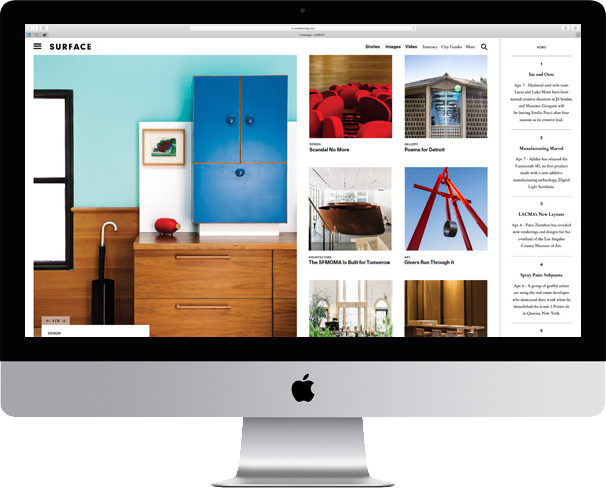 SURFACE
Stories Images Video Itinerary City Guides More
DESIGN
Scandal No More
GALLERY
Poems for Detroit
ARCHITECTURE
The SFMOMA Is Built for Tomorrow
ART
Givers Run Through It
1 / 5
DESIGN
NEWS
1
Ins and Outs
Apr. 7 - Husband-and-wife team
Lucie and Luke Meier have been
named creative directors at Jil Sander,
and Massimo Giorgetti will
be leaving Emilio Pucci after four
seasons as its creative lead.
2
Manufacturing Marvel
Apr. 7 - Adidas has released the
Futurecraft 4D, its first product
made with a new additive
manufacturing technology, Digital
Light Synthesis.
3
LACMA's New Layouts
Apr. 6 - Peter Zumthor has revealed
new renderings and designs for his
overhaul of the Los Angeles
County Museum of Art.
4
Spray Paint Subpoena
Apr. 6 - A group of graffiti artists
are suing the real estate developer
who destroyed their work when he
demolished the iconic 5 Pointz sit
in Queens, New York.
5